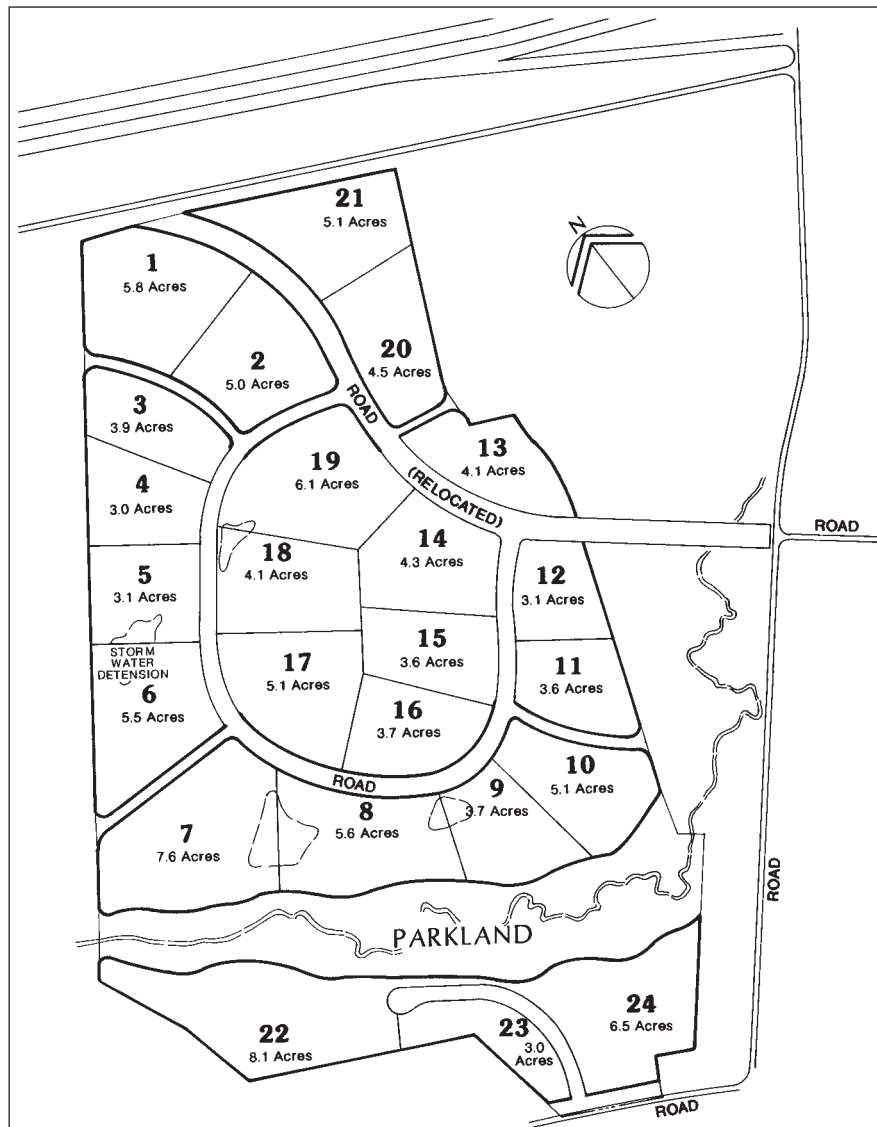 21
5.1 Acres
1
5.8 Acres
N
2
5.0 Acres
20
4.5 Acres
ROAD
3
3.9 Acres
19
6.1 Acres
13
4.1 Acres
(RELOCATED)
4
3.0 Acres
18
4.1 Acres
14
4.3 Acres
ROAD
5
3.1 Acres
12
3.1 Acres
STORM
WATER
DETENSION
15
3.6 Acres
17
5.1 Acres
11
3.6 Acres
6
5.5 Acres
16
3.7 Acres
ROAD
10
5.1 Acres
9
3.7 Acres
8
5.6 Acres
7
7.6 Acres
ROAD
PARKLAND
24
6.5 Acres
23
3.0
Acres
22
8.1 Acres
ROAD